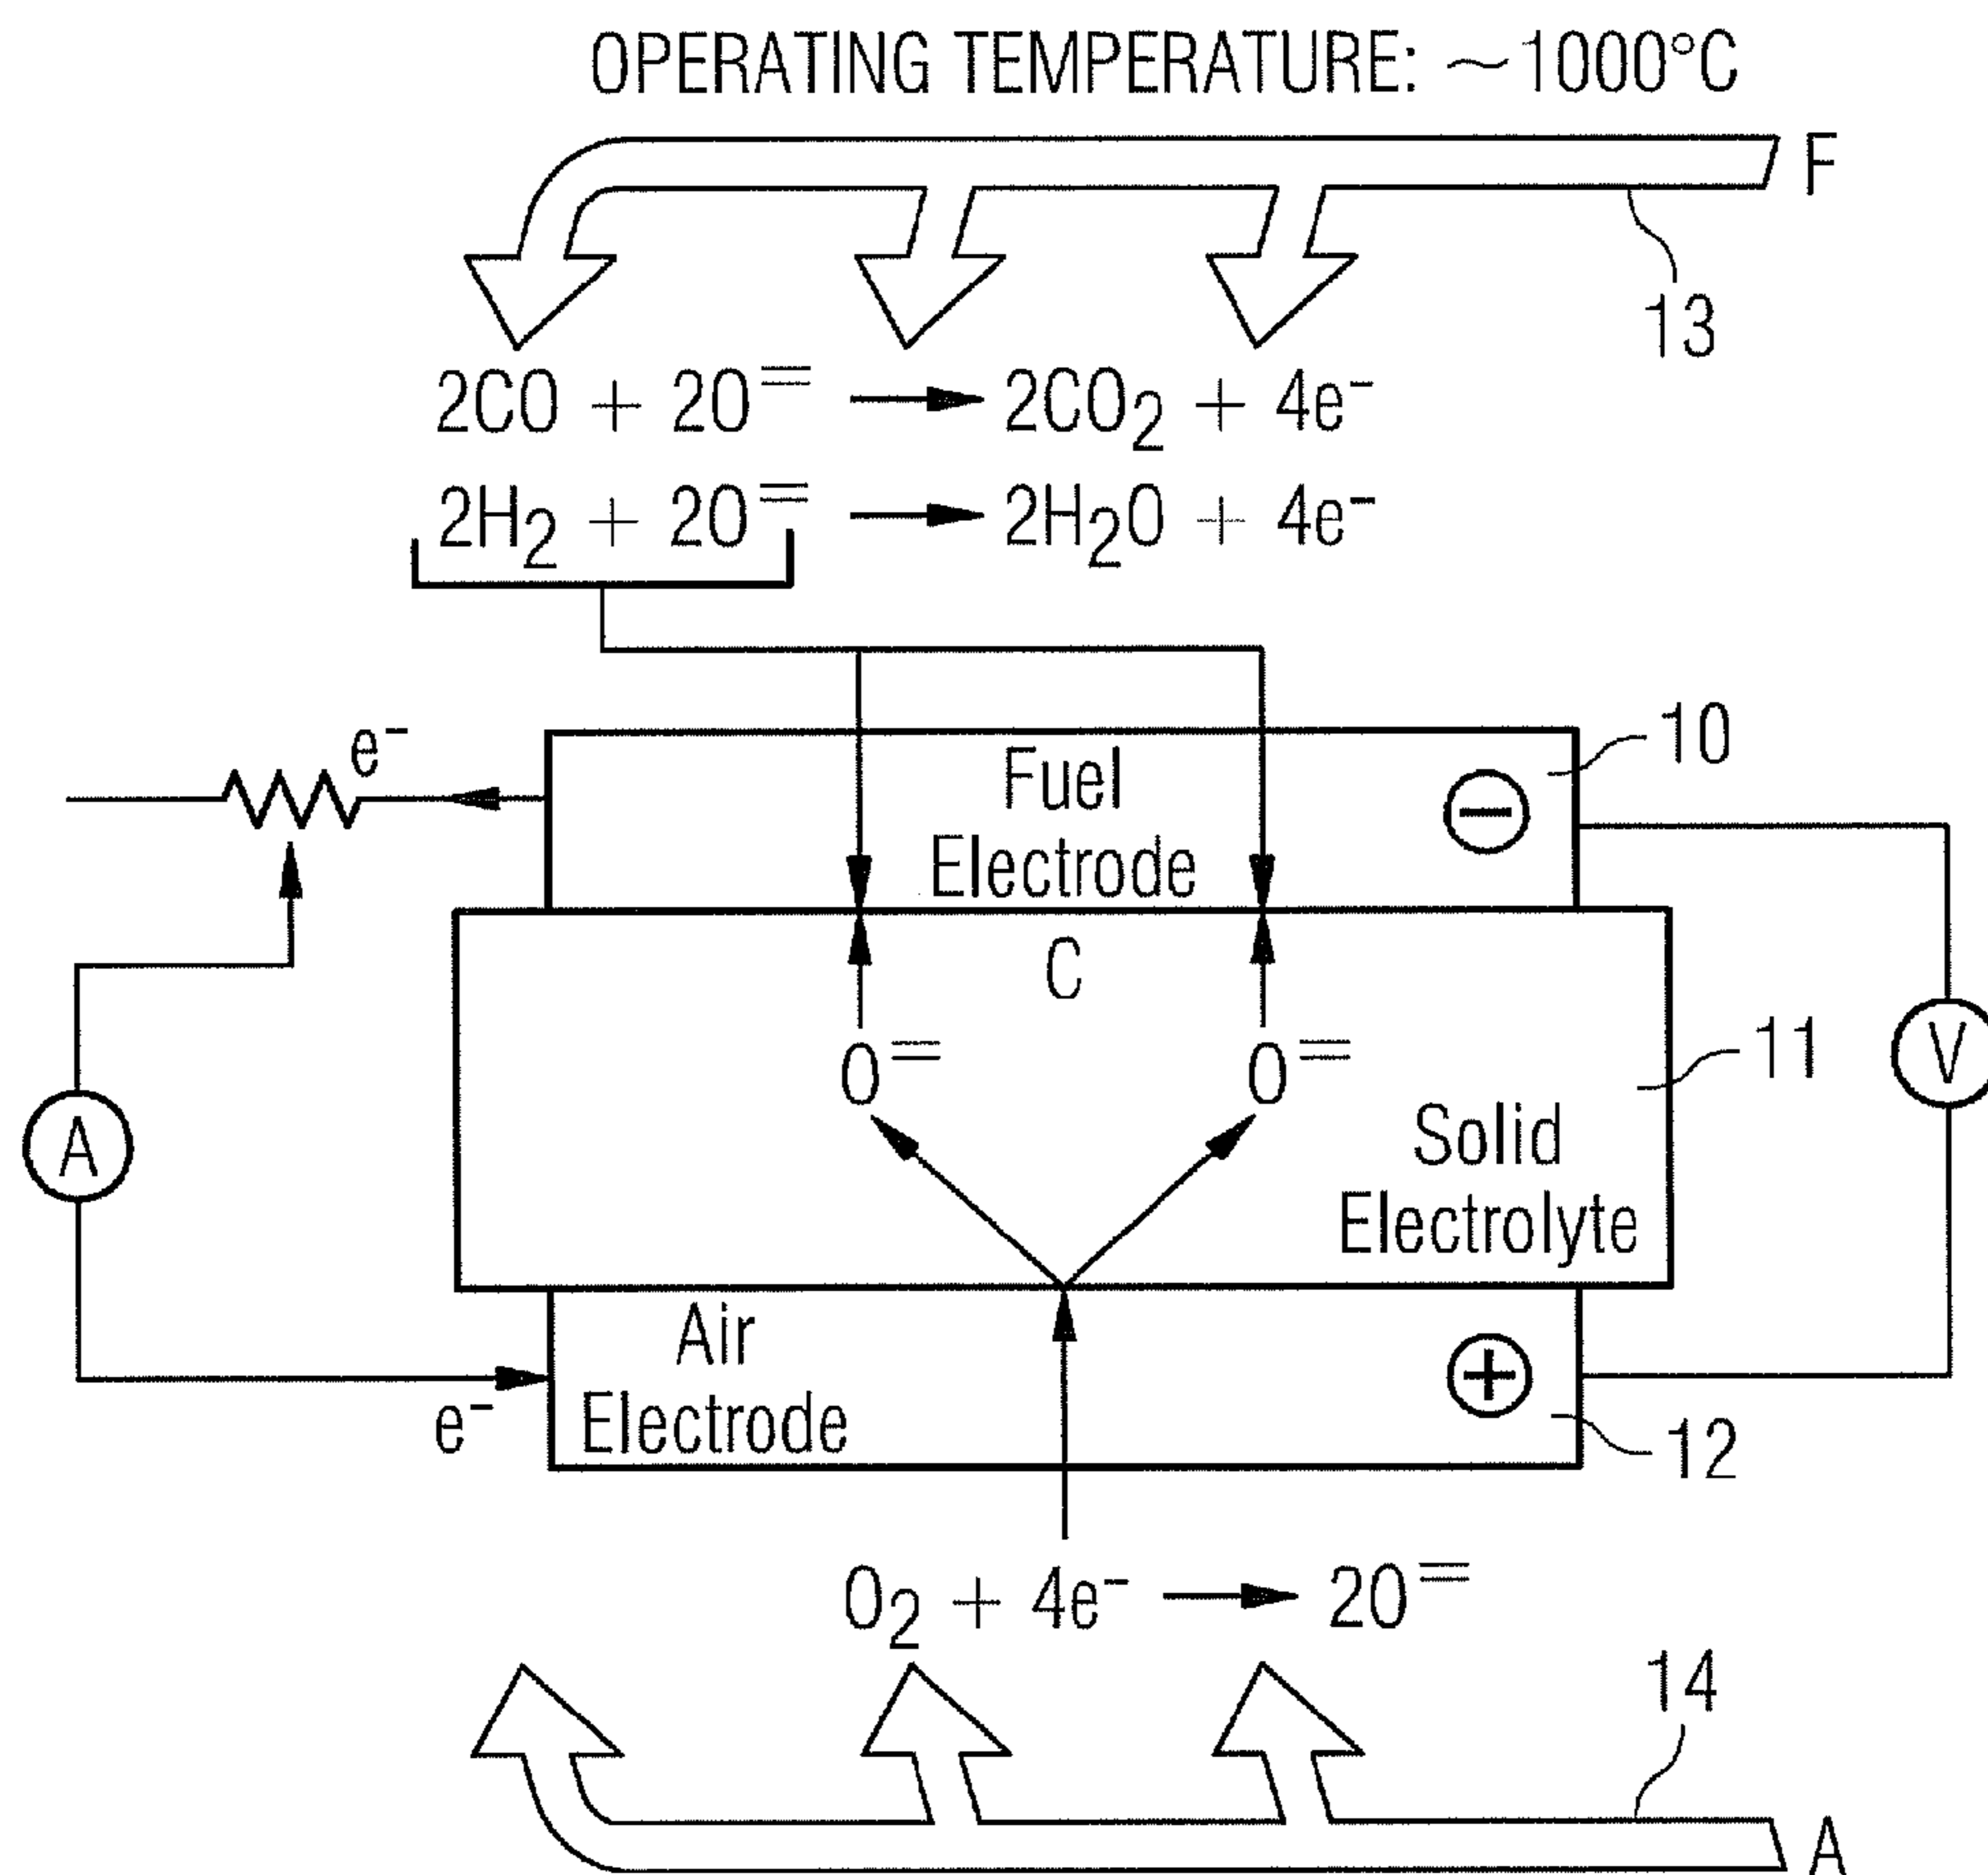 OPERATING TEMPERATURE: ~1000°C
F
13
2CO + 2O= → 2CO2 + 4e-
2H2 + 2O= → 2H2O + 4e-
10
e-
Fuel
Electrode
−
C
11
V
O= O=
A
Solid
Electrolyte
Air
Electrode
+
e-
12
O2 + 4e- → 2O=
14
A